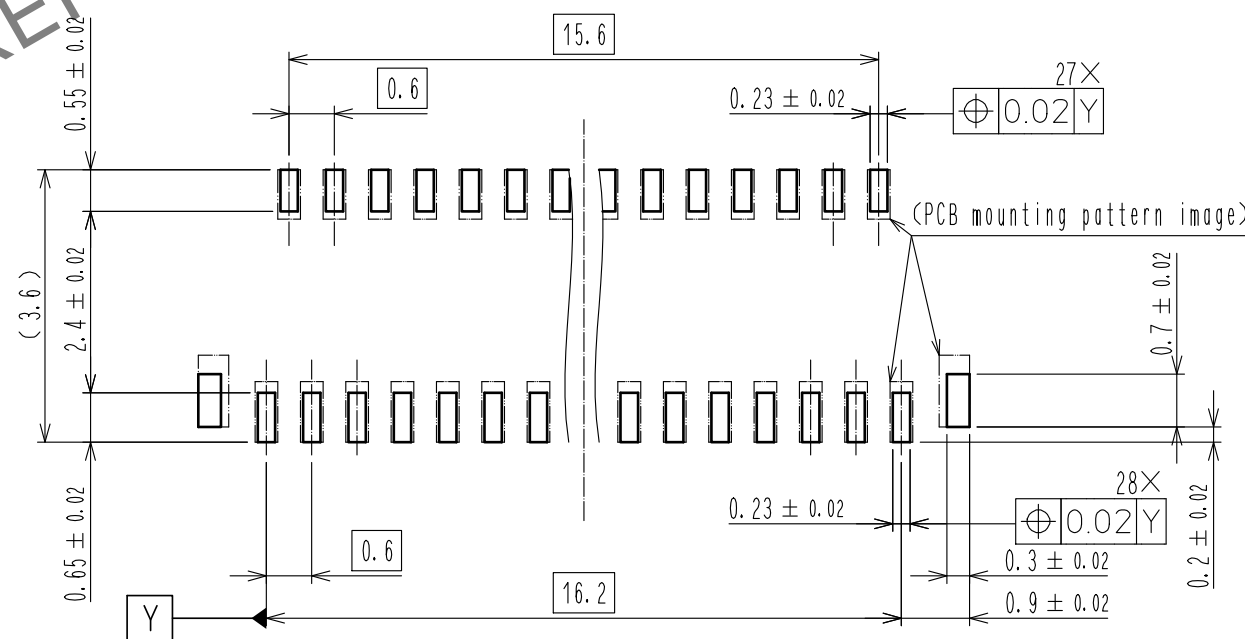 15.6
0.6
0.55 ± 0.02
0.23 ± 0.02
27×
⌖ 0.02 Y
(PCB mounting pattern image)
(3.6)
2.4 ± 0.02
0.7 ± 0.02
0.65 ± 0.02
0.6
0.23 ± 0.02
28×
⌖ 0.02 Y
0.2 ± 0.02
0.3 ± 0.02
16.2
0.9 ± 0.02
Y